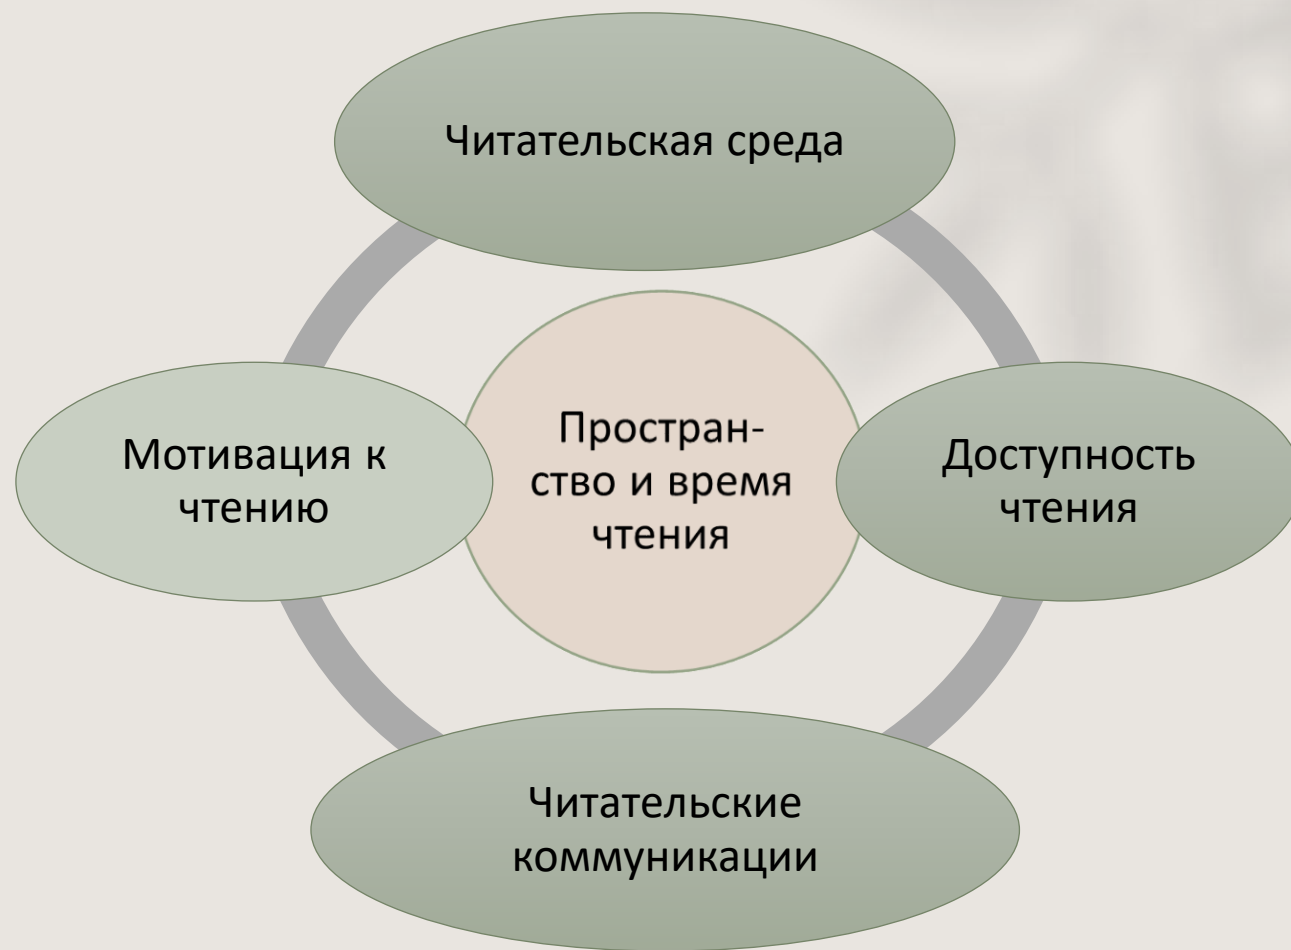 Читательская среда
Мотивация к
чтению
Простран-
ство и время
чтения
Доступность
чтения
Читательские
коммуникации